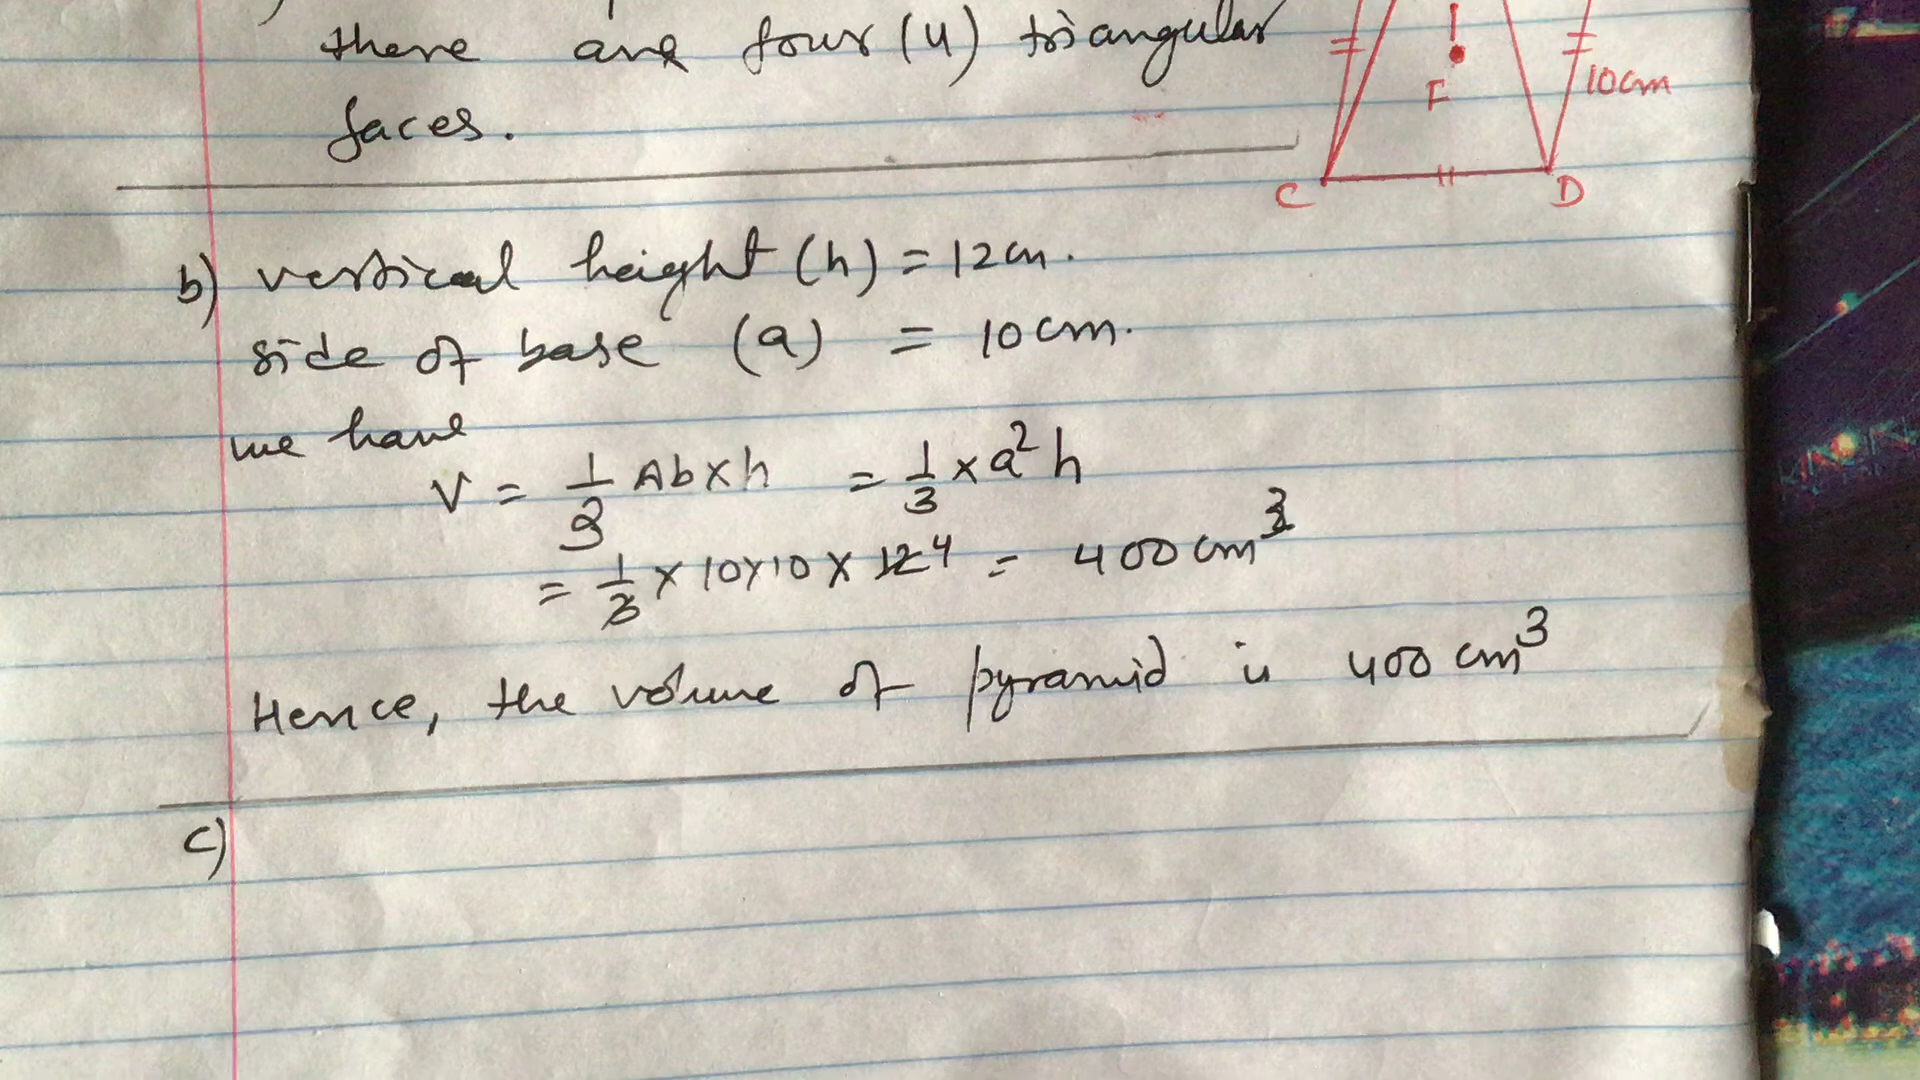 there are four (4) triangular
faces.
F
10cm
C
D
b) vertical height (h) = 12cm.
side of base (a) = 10cm.
we have
V = 1/3 Ab×h = 1/3 × a² h
= 1/3 × 10×10 × 12 4 = 400 cm³
Hence, the volume of pyramid is 400 cm³
c)